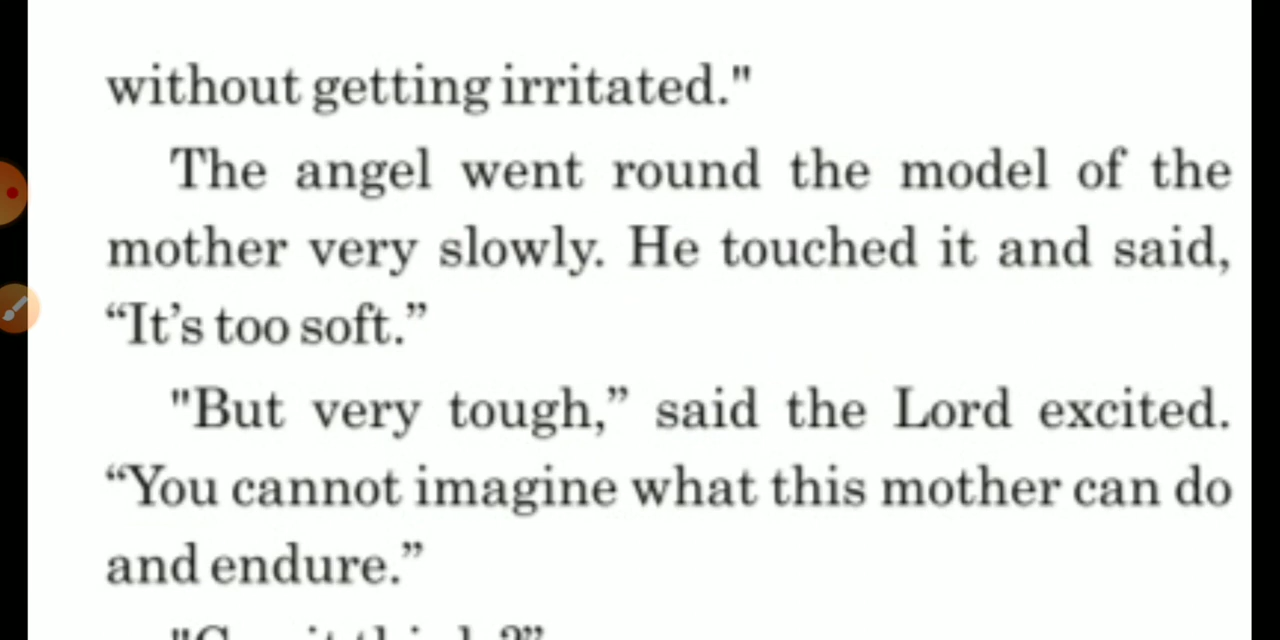 without getting irritated."
The angel went round the model of the
mother very slowly. He touched it and said,
“It’s too soft.”
"But very tough,” said the Lord excited.
“You cannot imagine what this mother can do
and endure.”